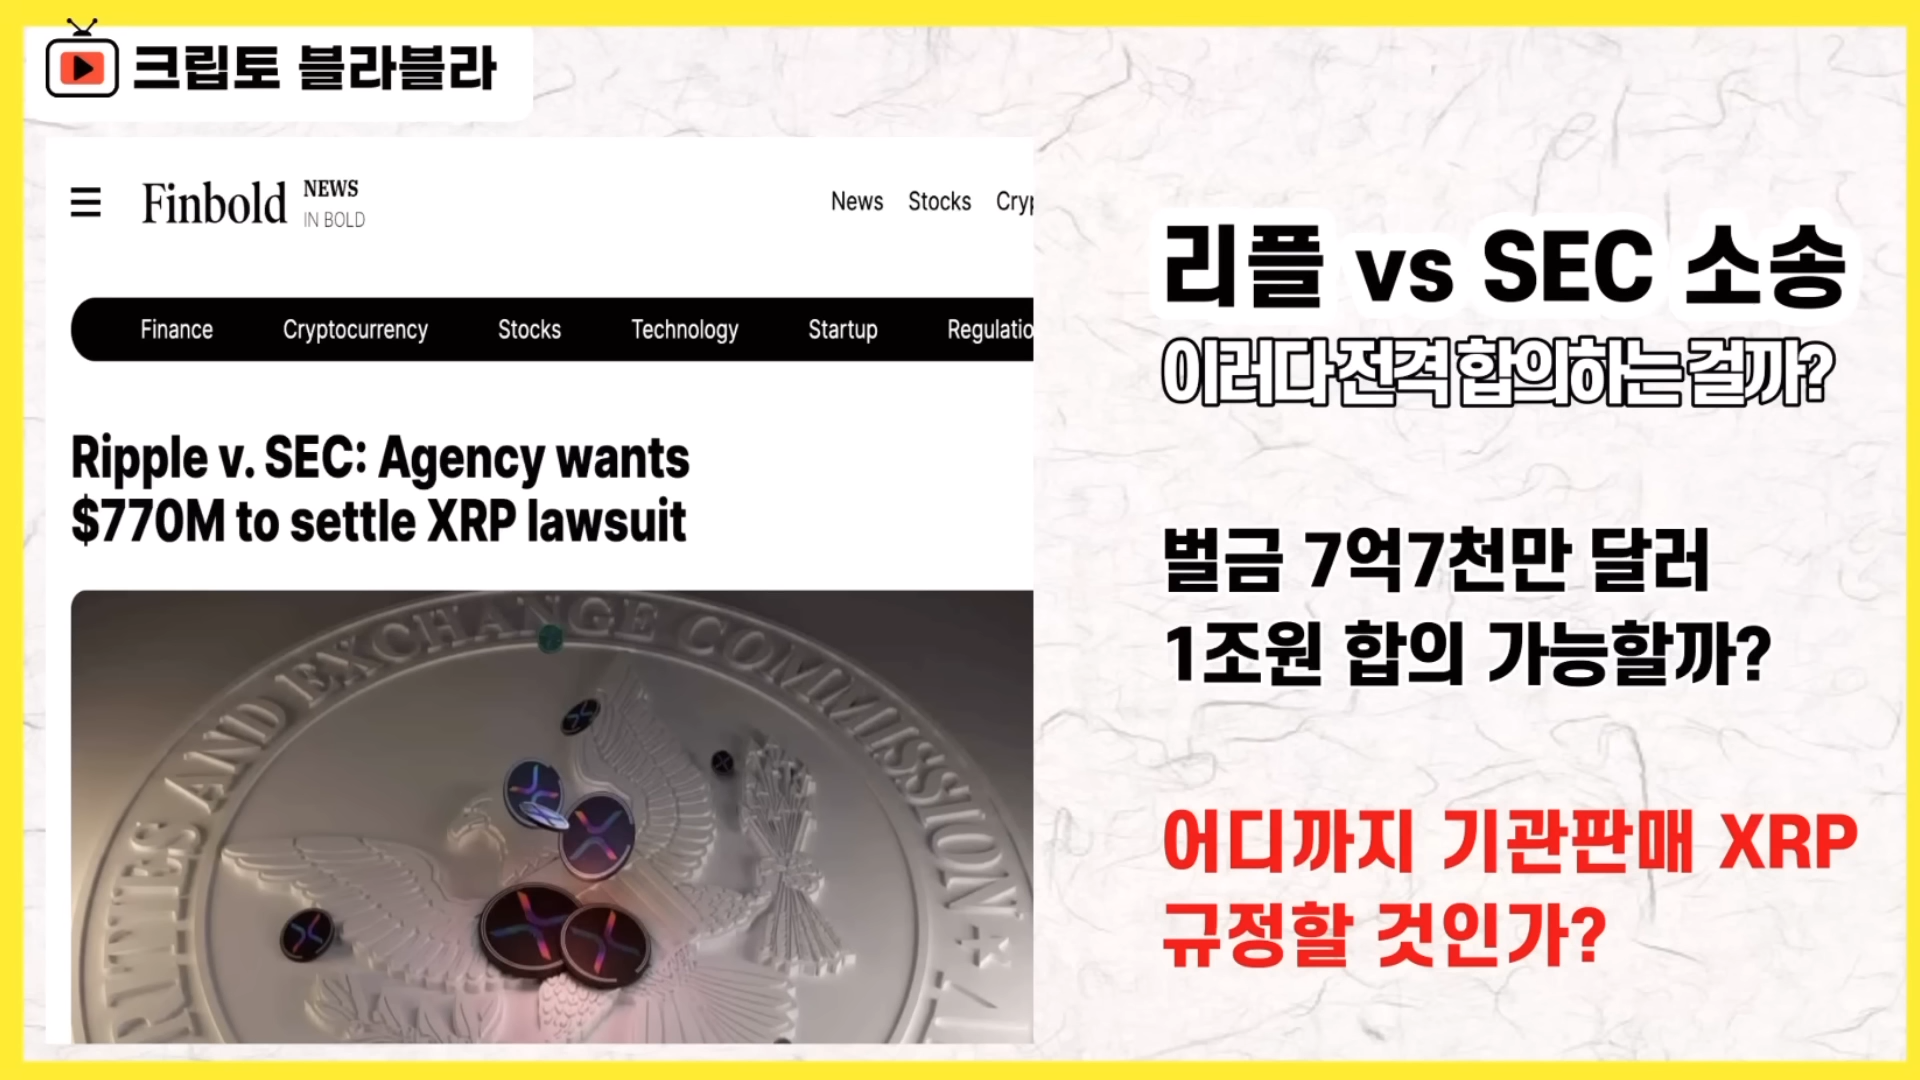 크립토 블라블라
Finbold NEWS
IN BOLD
News Stocks
Finance Cryptocurrency Stocks Technology Startup
Ripple v. SEC: Agency wants
$770M to settle XRP lawsuit
AND EXCHANGE COMMISSION
리플 vs SEC 소송
이러다 전격 합의하는 걸까?
벌금 7억7천만 달러
1조원 합의 가능할까?
어디까지 기관판매 XRP
규정할 것인가?